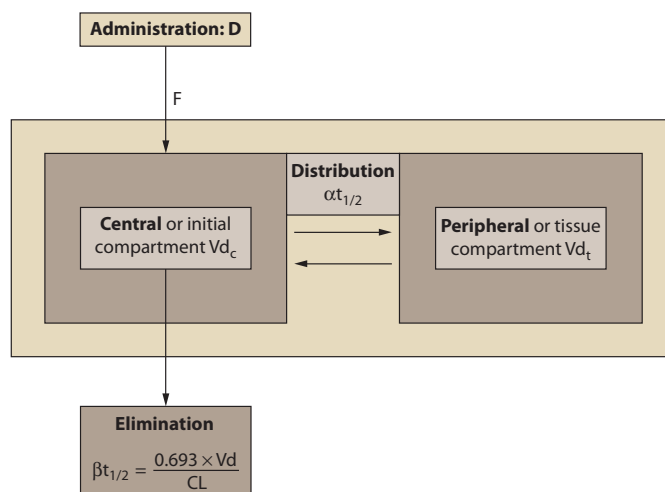 Administration: D
F
Distribution
αt1/2
Central or initial
compartment Vdc
Peripheral or tissue
compartment Vdt
Elimination
βt1/2 = 0.693 × Vd
CL